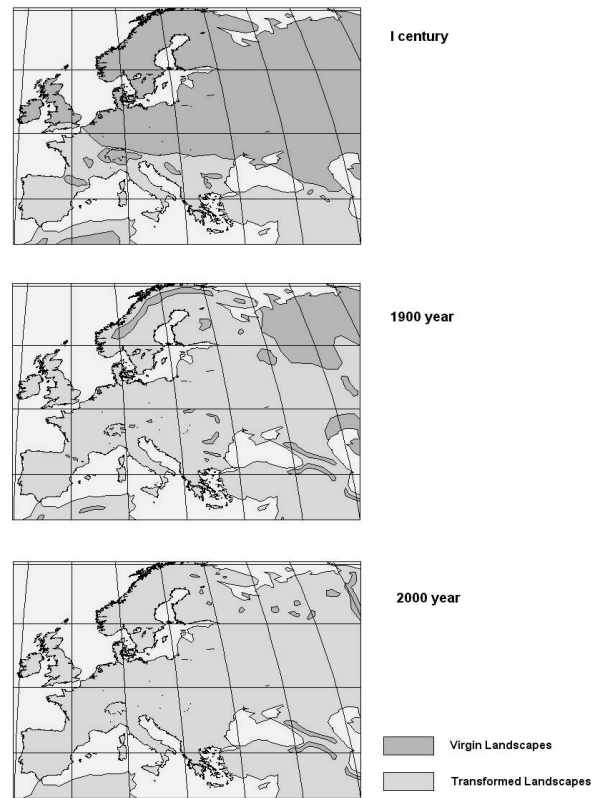 I century
1900 year
2000 year
Virgin Landscapes
Transformed Landscapes